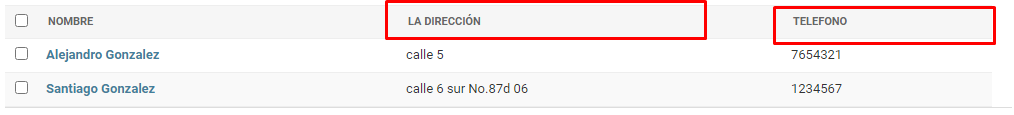 NOMBRE LA DIRECCIÓN TELEFONO
Alejandro Gonzalez calle 5 7654321
Santiago Gonzalez calle 6 sur No.87d 06 1234567